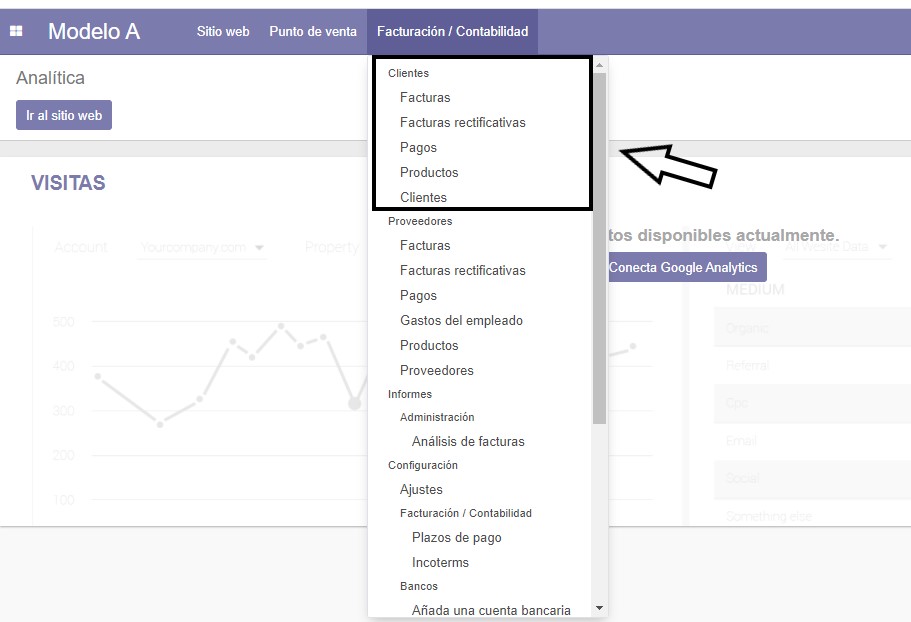 Modelo A
Sitio web
Punto de venta
Facturación / Contabilidad
Analítica
Ir al sitio web
Clientes
Facturas
Facturas rectificativas
Pagos
Productos
Clientes
Proveedores
Facturas
Facturas rectificativas
Pagos
Gastos del empleado
Productos
Proveedores
Informes
Administración
Análisis de facturas
Configuración
Ajustes
Facturación / Contabilidad
Plazos de pago
Incoterms
Bancos
Añada una cuenta bancaria
VISITAS
Account
Yourcompany.com
Property
tos disponibles actualmente.
All Website Data
Conecta Google Analytics
500
400
300
200
100
MEDIUM
Organic
Referral
Cpc
Email
Social
Something else